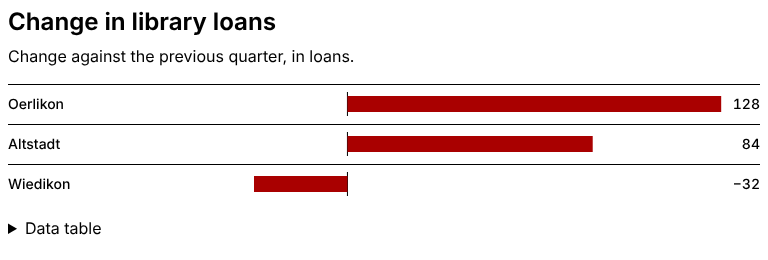 Change in library loans
Change against the previous quarter, in loans.
Oerlikon 128
Altstadt 84
Wiedikon −32
Data table